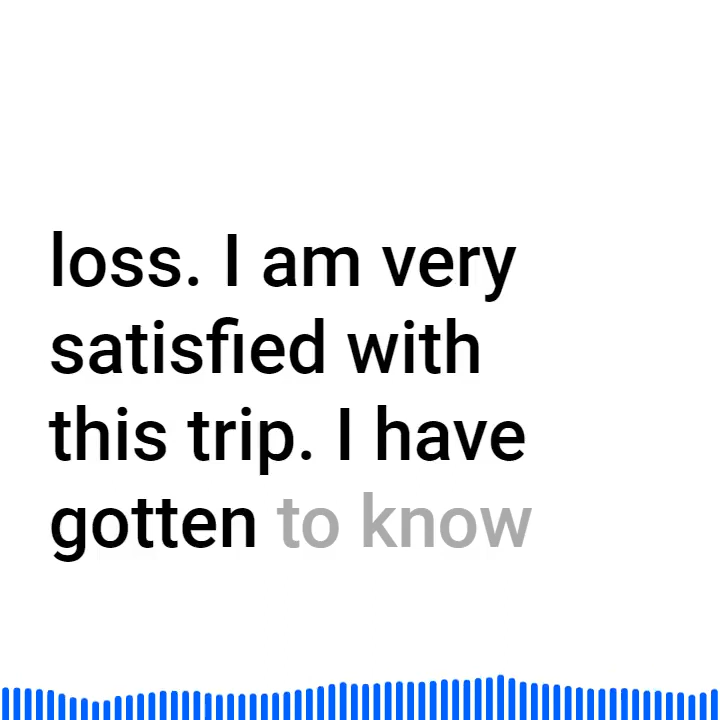 loss. I am very
satisfied with
this trip. I have
gotten to know